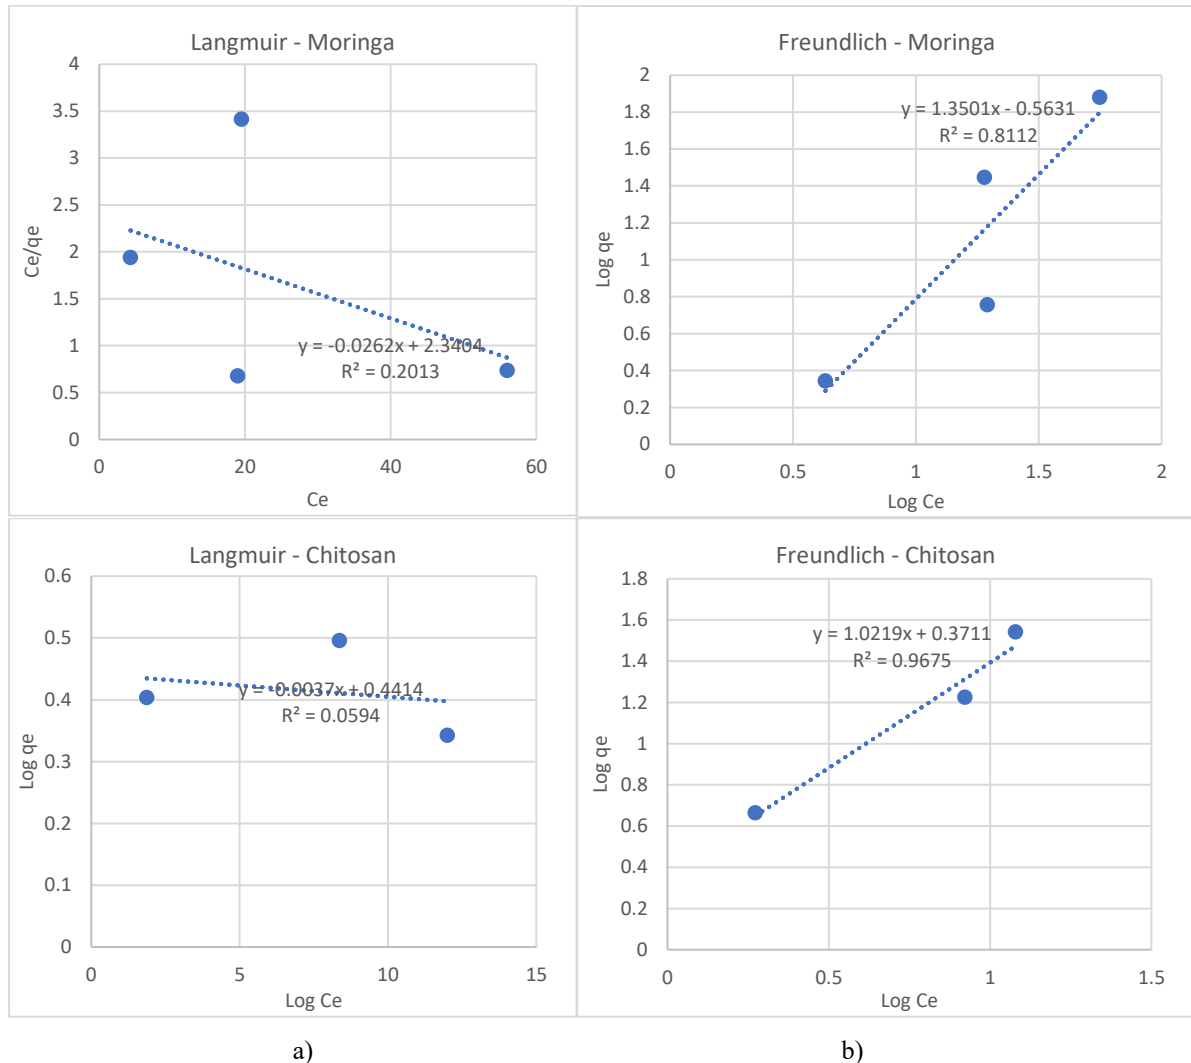 Langmuir - Moringa
4
3.5
3
2.5
2
1.5
1
0.5
0
0
20
40
60
Ce/qe
Ce
y = -0.0262x + 2.3404
R² = 0.2013
Freundlich - Moringa
2
1.8
1.6
1.4
1.2
1
0.8
0.6
0.4
0.2
0
0
0.5
1
1.5
2
Log qe
Log Ce
y = 1.3501x - 0.5631
R² = 0.8112
Langmuir - Chitosan
0.6
0.5
0.4
0.3
0.2
0.1
0
0
5
10
15
Log qe
Log Ce
y = -0.0037x + 0.4414
R² = 0.0594
Freundlich - Chitosan
1.8
1.6
1.4
1.2
1
0.8
0.6
0.4
0.2
0
0
0.5
1
1.5
Log qe
Log Ce
y = 1.0219x + 0.3711
R² = 0.9675
a)
b)